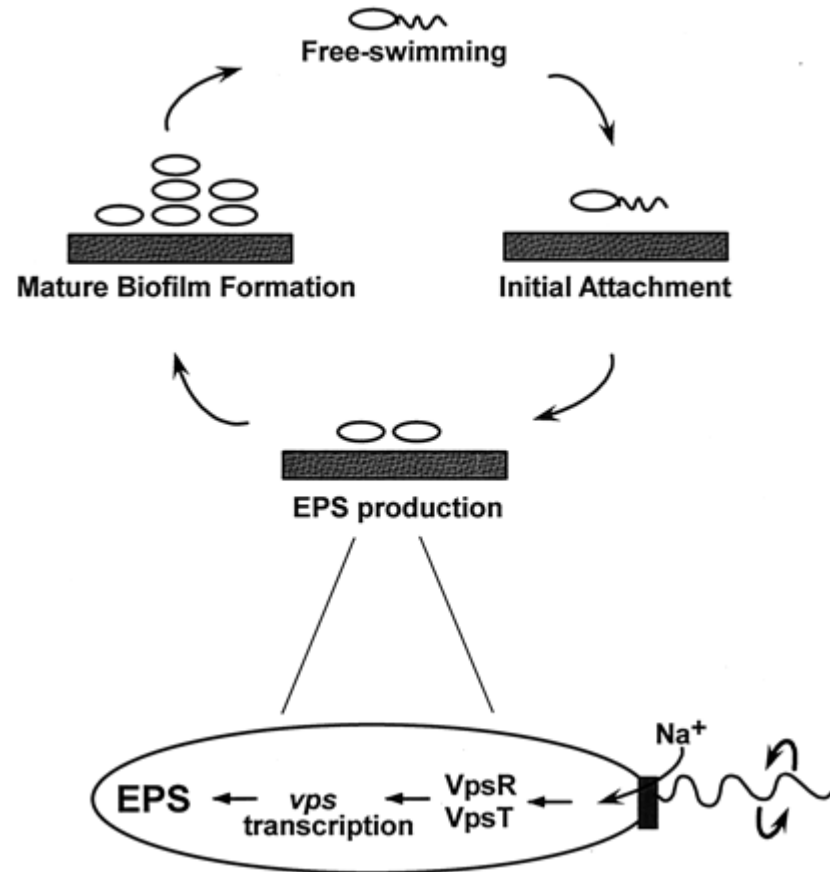 Free-swimming
Mature Biofilm Formation
Initial Attachment
EPS production
Na+
EPS
vps
transcription
VpsR
VpsT